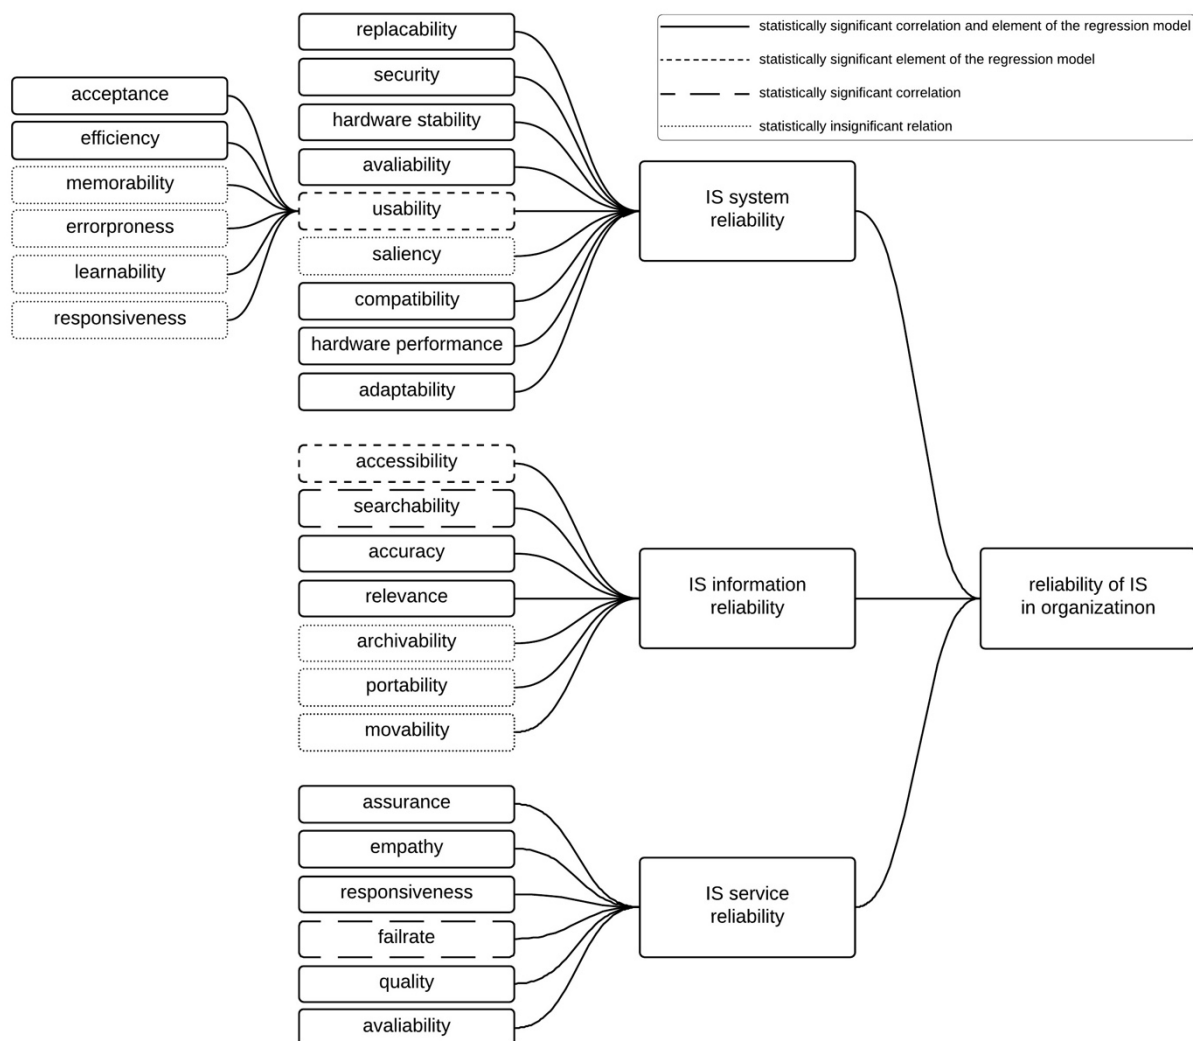 replacability
security
hardware stability
avaliability
usability
saliency
compatibility
hardware performance
adaptability
acceptance
efficiency
memorability
errorproness
learnability
responsiveness
statistically significant correlation and element of the regression model
statistically significant element of the regression model
statistically significant correlation
statistically insignificant relation
IS system
reliability
accessibility
searchability
accuracy
relevance
archivability
portability
movability
IS information
reliability
reliability of IS
in organizatinon
assurance
empathy
responsiveness
failrate
quality
avaliability
IS service
reliability